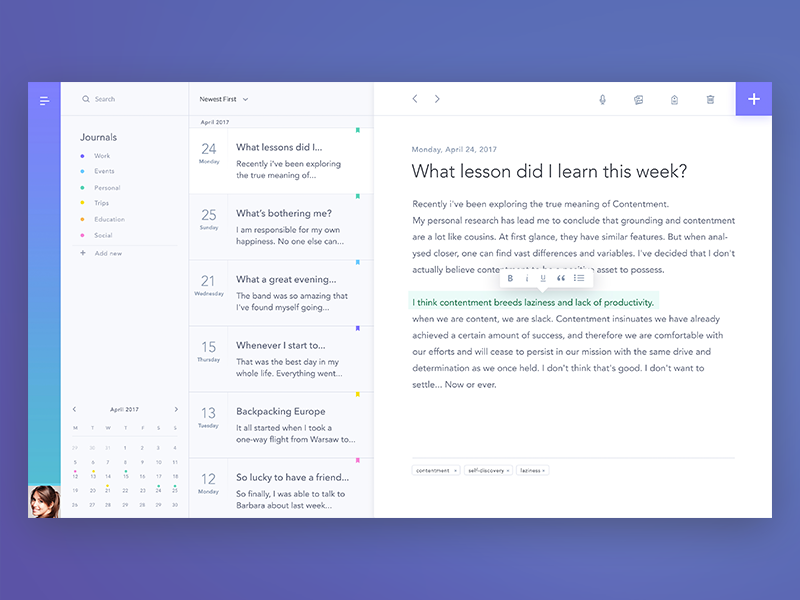 Search
Journals
Work
Events
Personal
Trips
Education
Social
+ Add new
< April 2017 >
M T W T F S S
29 30 31 1 2 3 4
5 6 7 8 9 10 11
12 13 14 15 16 17 18
19 20 21 22 23 24 25
26 27 28 29 28 29 30
Newest First
April 2017
24
Monday
What lessons did I...
Recently i've been exploring
the true meaning of...
25
Sunday
What's bothering me?
I am responsible for my own
happiness. No one else can...
21
Wednesday
What a great evening...
The band was so amazing that
I've found myself going...
15
Thursday
Whenever I start to...
That was the best day in my
whole life. Everything went...
13
Tuesday
Backpacking Europe
It all started when I took a
one-way flight from Warsaw to...
12
Monday
So lucky to have a friend...
So finally, I was able to talk to
Barbara about last week...
Monday, April 24, 2017
What lesson did I learn this week?
Recently i've been exploring the true meaning of Contentment.
My personal research has lead me to conclude that grounding and contentment
are a lot like cousins. At first glance, they have similar features. But when anal-
ysed closer, one can find vast differences and variables. I've decided that I don't
actually believe asset to possess.
B i U
I think contentment breeds laziness and lack of productivity.
when we are content, we are slack. Contentment insinuates we have already
achieved a certain amount of success, and therefore we are comfortable with
our efforts and will cease to persist in our mission with the same drive and
determination as we once held. I don't think that's good. I don't want to
settle... Now or ever.
contentment × self-discovery × laziness ×